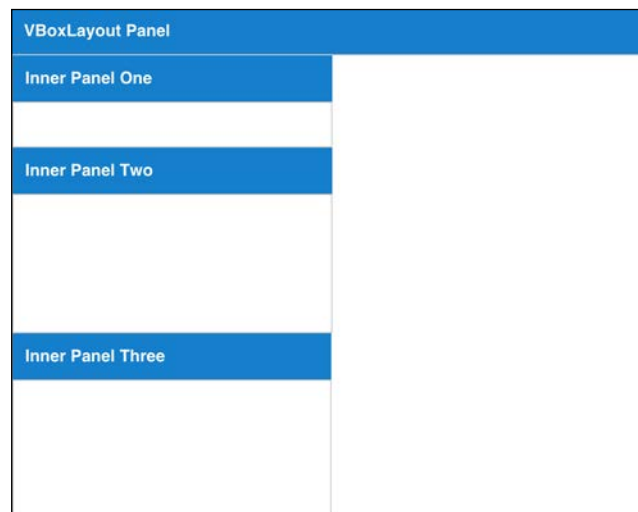 VBoxLayout Panel
Inner Panel One
Inner Panel Two
Inner Panel Three